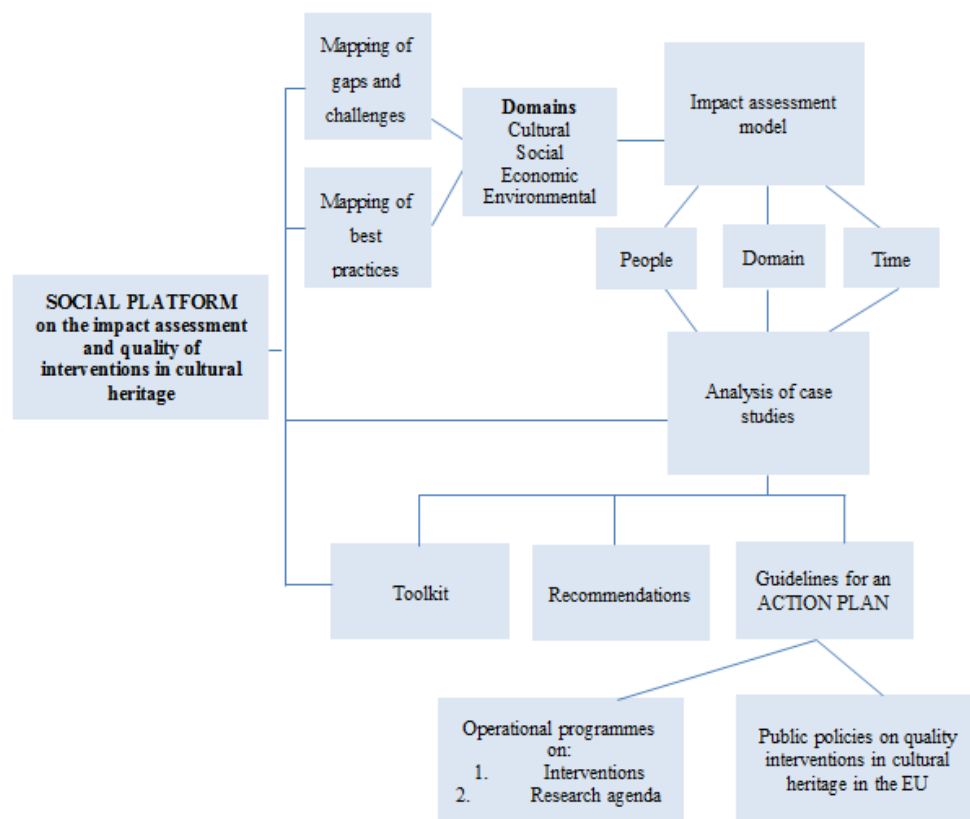 Mapping of
gaps and
challenges
Domains
Cultural
Social
Economic
Environmental
Impact assessment
model
Mapping of
best
practices
People
Domain
Time
SOCIAL PLATFORM
on the impact assessment
and quality of
interventions in cultural
heritage
Analysis of case
studies
Toolkit
Recommendations
Guidelines for an
ACTION PLAN
Operational programmes
on:
1. Interventions
2. Research agenda
Public policies on quality
interventions in cultural
heritage in the EU